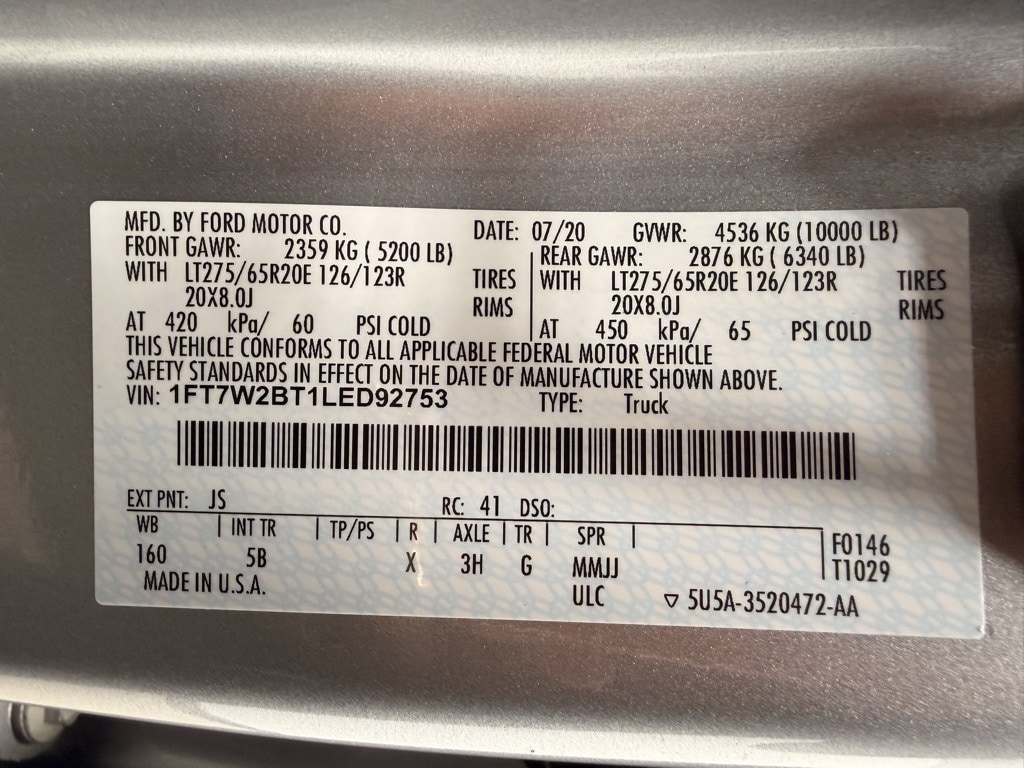 MFD. BY FORD MOTOR CO. DATE: 07/20 GVWR: 4536 KG (10000 LB)
FRONT GAWR: 2359 KG ( 5200 LB) REAR GAWR: 2876 KG ( 6340 LB)
WITH LT275/65R20E 126/123R TIRES WITH LT275/65R20E 126/123R TIRES
20X8.0J RIMS 20X8.0J RIMS
AT 420 kPa/ 60 PSI COLD AT 450 kPa/ 65 PSI COLD
THIS VEHICLE CONFORMS TO ALL APPLICABLE FEDERAL MOTOR VEHICLE
SAFETY STANDARDS IN EFFECT ON THE DATE OF MANUFACTURE SHOWN ABOVE.
VIN: 1FT7W2BT1LED92753 TYPE: Truck
EXT PNT: JS RC: 41 DSO:
WB | INT TR | TP/PS | R | AXLE | TR | SPR | F0146
160 5B X 3H G MMJJ T1029
MADE IN U.S.A. ULC ▽ 5U5A-3520472-AA